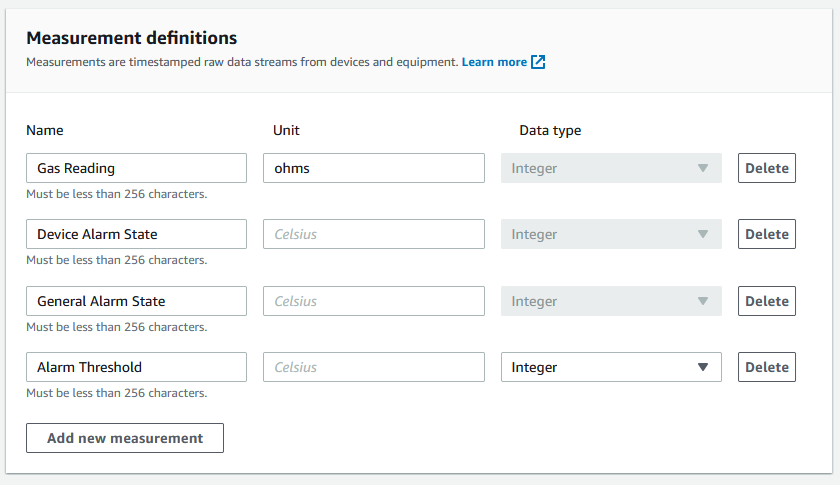 Measurement definitions
Measurements are timestamped raw data streams from devices and equipment. Learn more
Name Unit Data type
Gas Reading ohms Integer Delete
Must be less than 256 characters.
Device Alarm State Celsius Integer Delete
Must be less than 256 characters.
General Alarm State Celsius Integer Delete
Must be less than 256 characters.
Alarm Threshold Celsius Integer Delete
Must be less than 256 characters.
Add new measurement